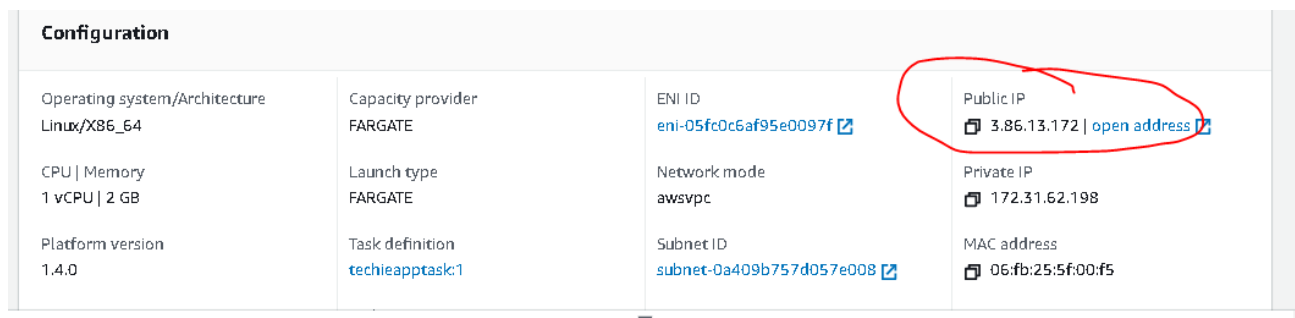 Configuration
Operating system/Architecture
Linux/X86_64
Capacity provider
FARGATE
ENI ID
eni-05fc0c6af95e0097f
Public IP
3.86.13.172 | open address
CPU | Memory
1 vCPU | 2 GB
Launch type
FARGATE
Network mode
awsvpc
Private IP
172.31.62.198
Platform version
1.4.0
Task definition
techieapptask:1
Subnet ID
subnet-0a409b757d057e008
MAC address
06:fb:25:5f:00:f5